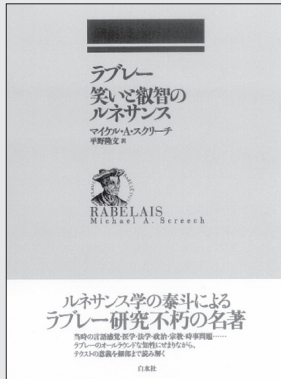 ラブレー
笑いと叡智の
ルネサンス
マイケル・A・スクリーチ
平野隆文 訳
RABELAIS
Michael A. Screech
ルネサンス学の泰斗による
ラブレー研究不朽の名著
当時の言語感覚・医学・法学・政治・宗教・時事問題……
ラブレーのオールラウンドな知性にせまりながら、
テクストの意義を細部まで読み解く
白水社